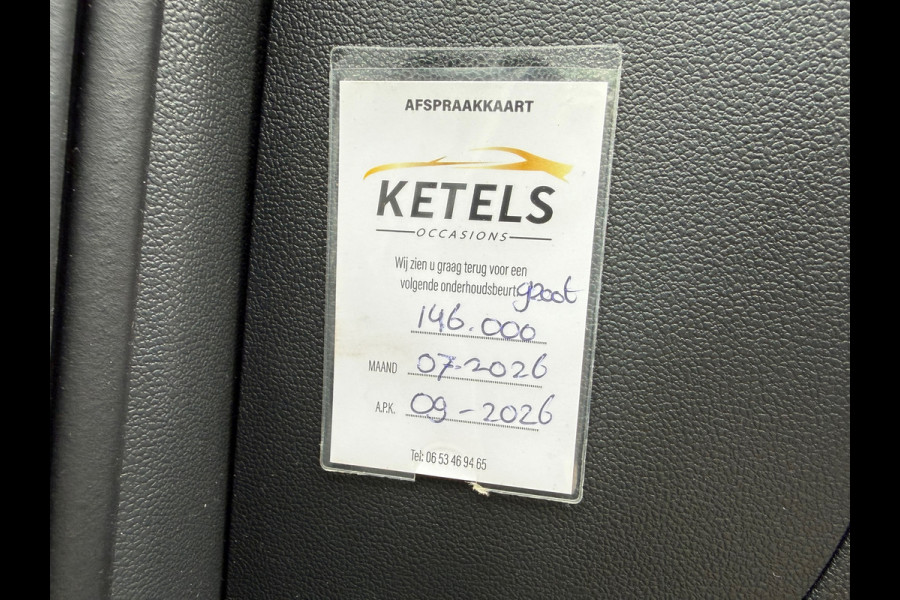 AFSPRAAKKAART
KETELS
OCCASIONS
Wij zien u graag terug voor een
volgende onderhoudsbeurt: groot
146.000
MAAND 07-2026
A.P.K. 09-2026
Tel: 06 53 46 94 65